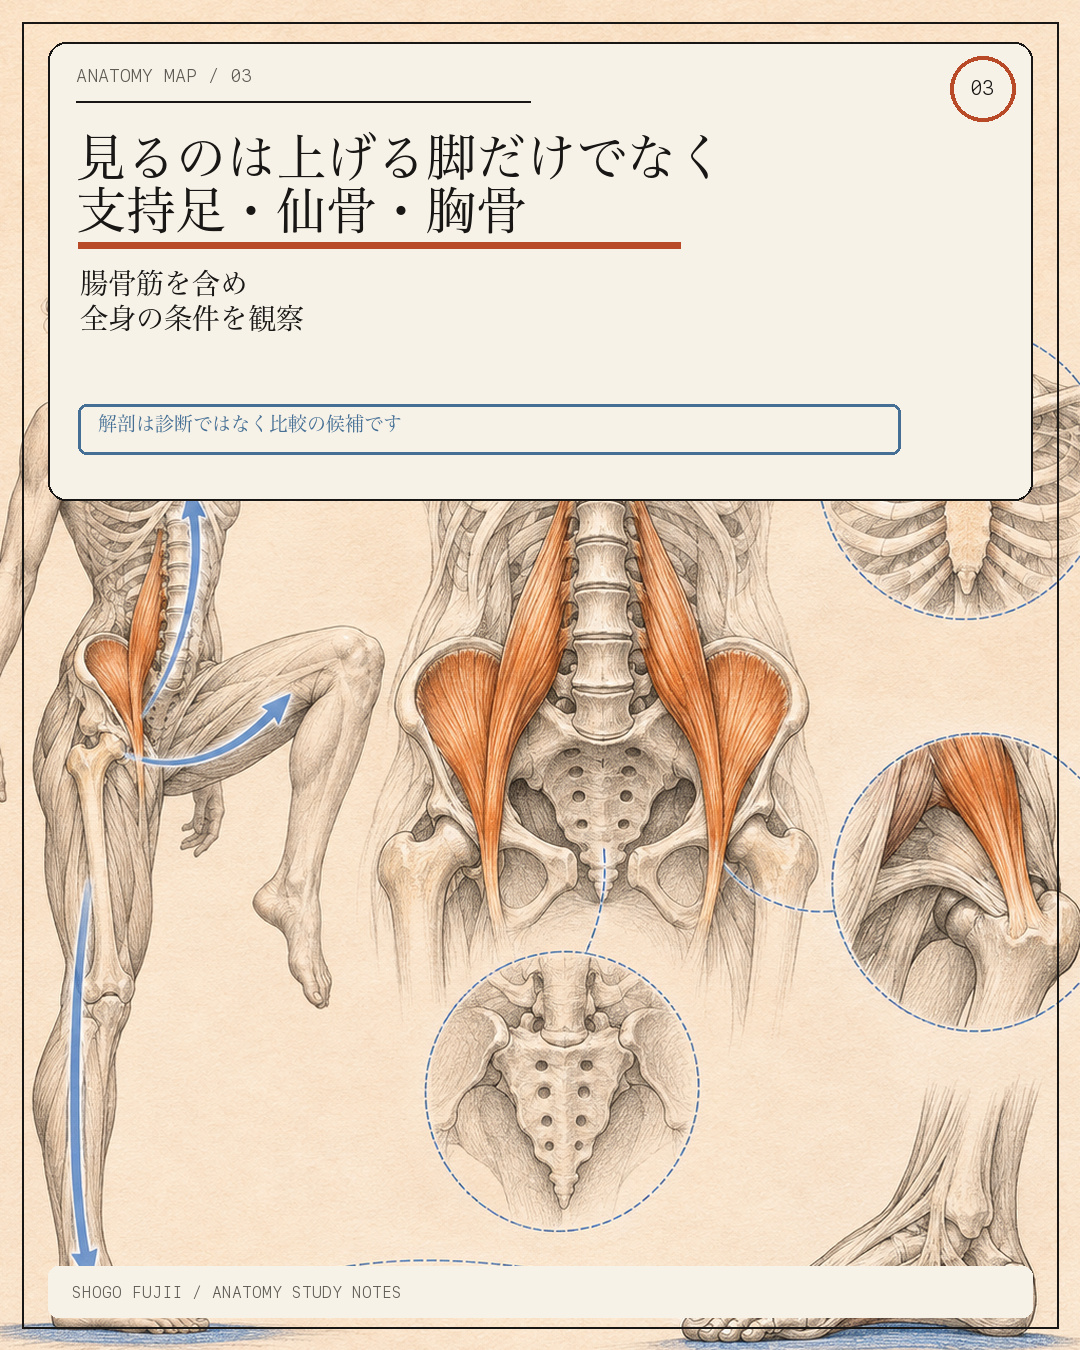 ANATOMY MAP / 03
03
見るのは上げる脚だけでなく
支持足・仙骨・胸骨
腸骨筋を含め
全身の条件を観察
解剖は診断ではなく比較の候補です
SHOGO FUJII / ANATOMY STUDY NOTES